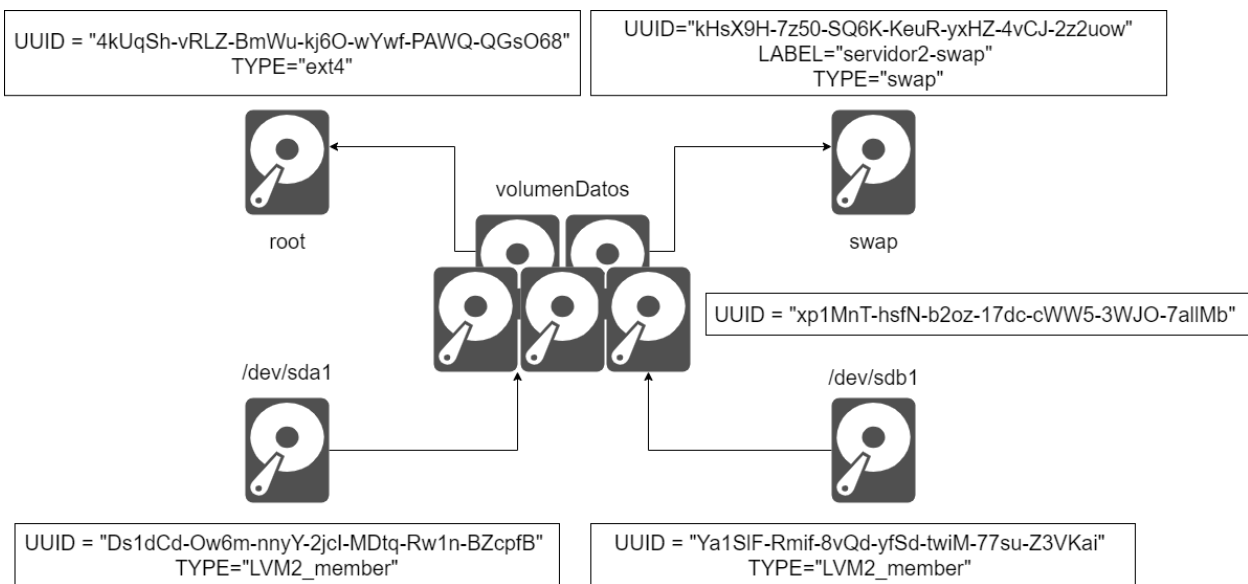 UUID = "4kUqSh-vRLZ-BmWu-kj6O-wYwf-PAWQ-QGsO68"
TYPE="ext4"
UUID="kHsX9H-7z50-SQ6K-KeuR-yxHZ-4vCJ-2z2uow"
LABEL="servidor2-swap"
TYPE="swap"
root
volumenDatos
swap
UUID = "xp1MnT-hsfN-b2oz-17dc-cWW5-3WJO-7allMb"
/dev/sda1
/dev/sdb1
UUID = "Ds1dCd-Ow6m-nnyY-2jcI-MDtq-Rw1n-BZcpfB"
TYPE="LVM2_member"
UUID = "Ya1SlF-Rmif-8vQd-yfSd-twiM-77su-Z3VKai"
TYPE="LVM2_member"